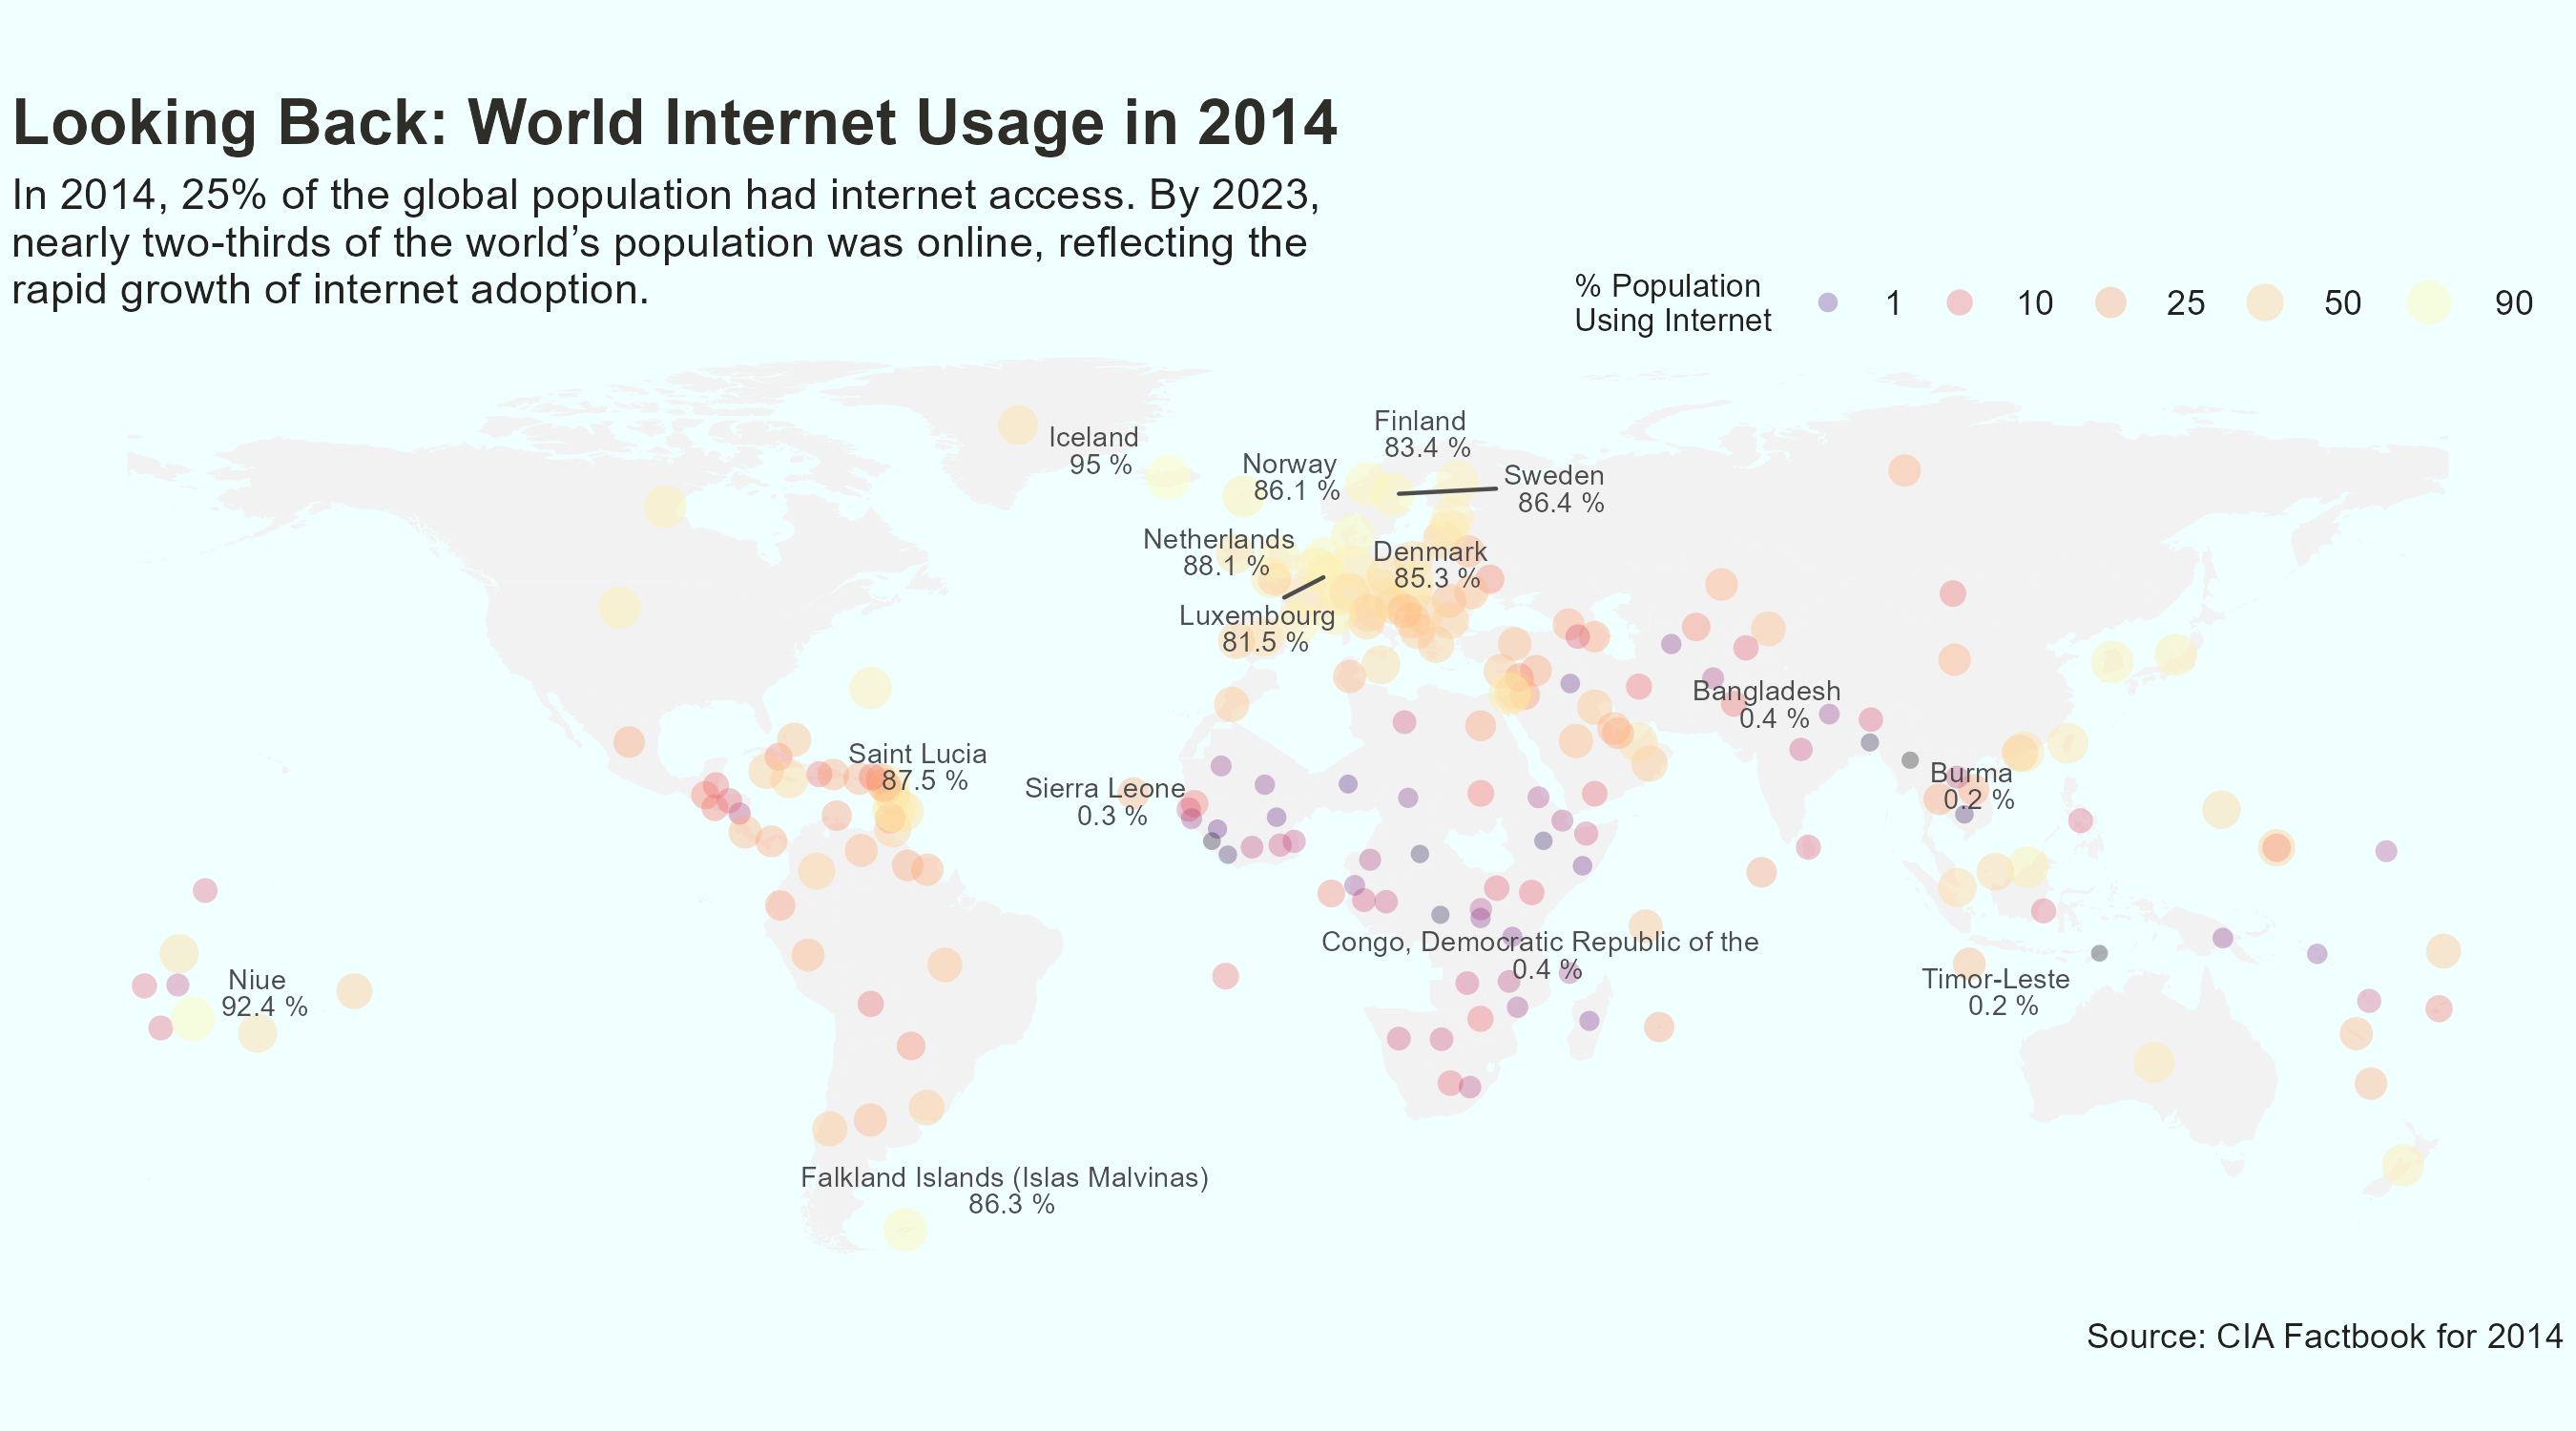 Looking Back: World Internet Usage in 2014
In 2014, 25% of the global population had internet access. By 2023,
nearly two-thirds of the world’s population was online, reflecting the
rapid growth of internet adoption.
% Population
Using Internet
1
10
25
50
90
Iceland
95 %
Finland
83.4 %
Norway
86.1 %
Sweden
86.4 %
Netherlands
88.1 %
Denmark
85.3 %
Luxembourg
81.5 %
Bangladesh
0.4 %
Saint Lucia
87.5 %
Sierra Leone
0.3 %
Burma
0.2 %
Congo, Democratic Republic of the
0.4 %
Niue
92.4 %
Timor-Leste
0.2 %
Falkland Islands (Islas Malvinas)
86.3 %
Source: CIA Factbook for 2014